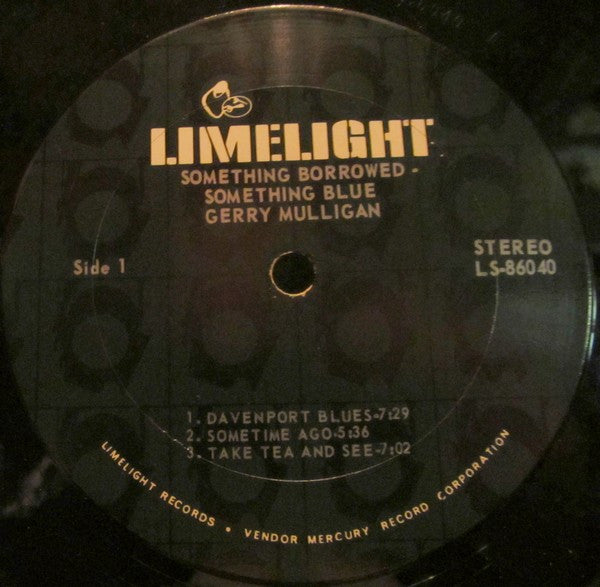 LIMELIGHT
SOMETHING BORROWED -
SOMETHING BLUE
GERRY MULLIGAN
Side 1
STEREO
LS-86040
1. DAVENPORT BLUES-7:29
2. SOMETIME AGO-5:36
3. TAKE TEA AND SEE-7:02
LIMELIGHT RECORDS • VENDOR MERCURY RECORD CORPORATION